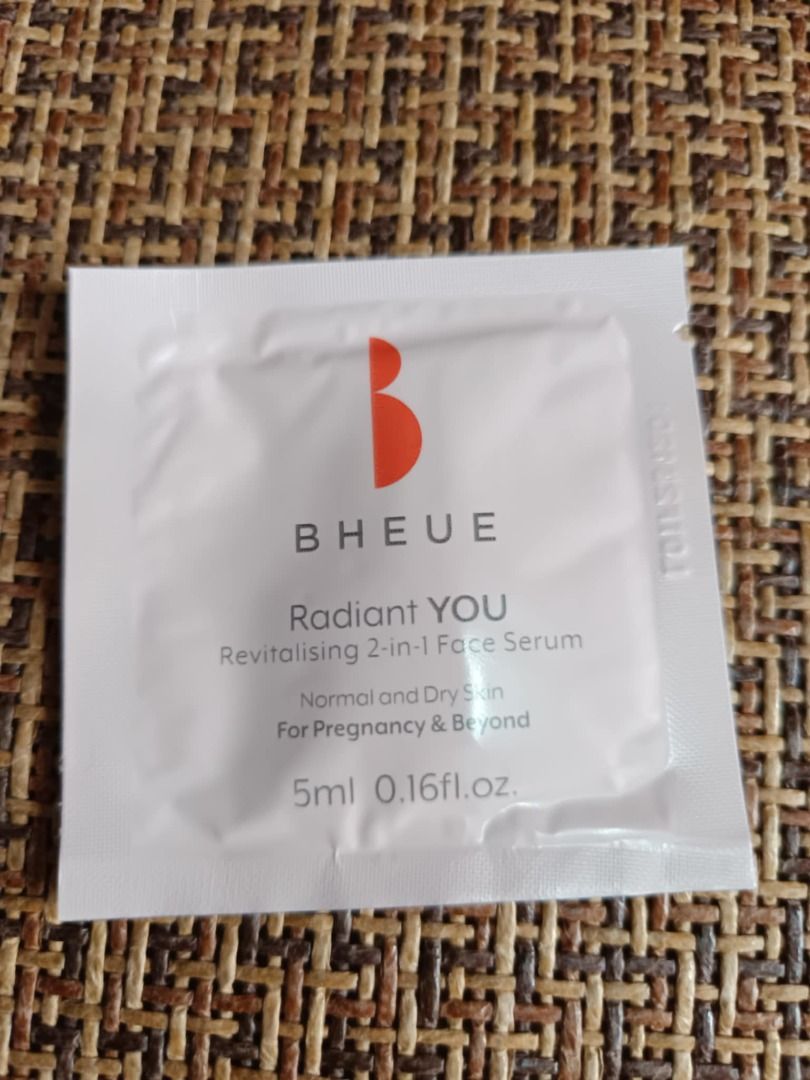 BHEUE
Radiant YOU
Revitalising 2-in-1 Face Serum
Normal and Dry Skin
For Pregnancy & Beyond
5ml 0.16fl.oz.